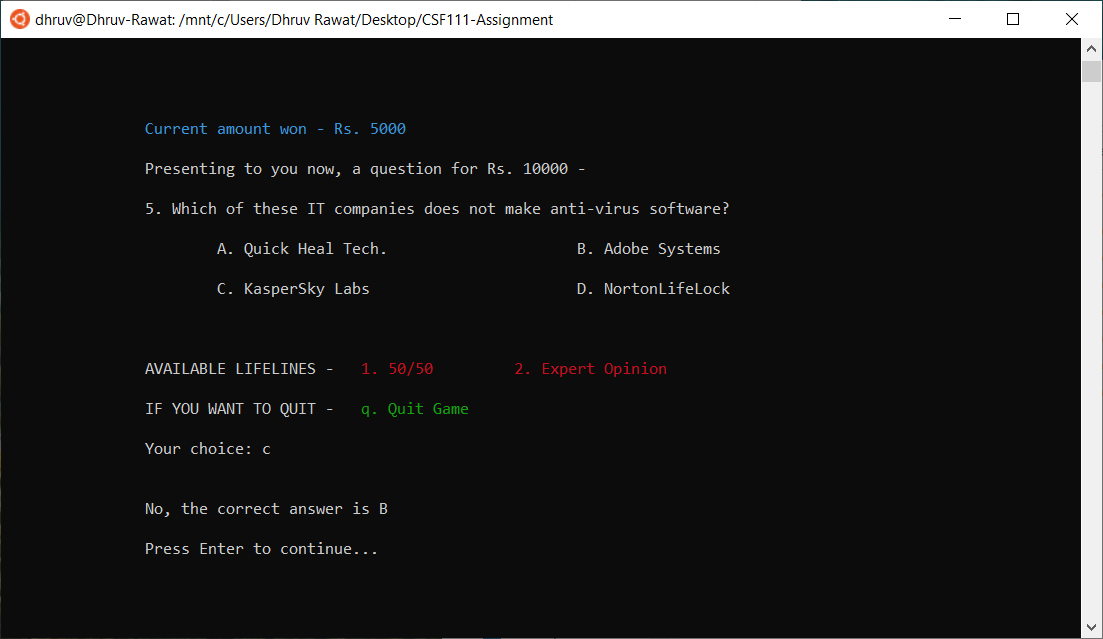 dhruv@Dhruv-Rawat: /mnt/c/Users/Dhruv Rawat/Desktop/CSF111-Assignment
Current amount won - Rs. 5000
Presenting to you now, a question for Rs. 10000 -
5. Which of these IT companies does not make anti-virus software?
A. Quick Heal Tech. B. Adobe Systems
C. KasperSky Labs D. NortonLifeLock
AVAILABLE LIFELINES - 1. 50/50 2. Expert Opinion
IF YOU WANT TO QUIT - q. Quit Game
Your choice: c
No, the correct answer is B
Press Enter to continue...